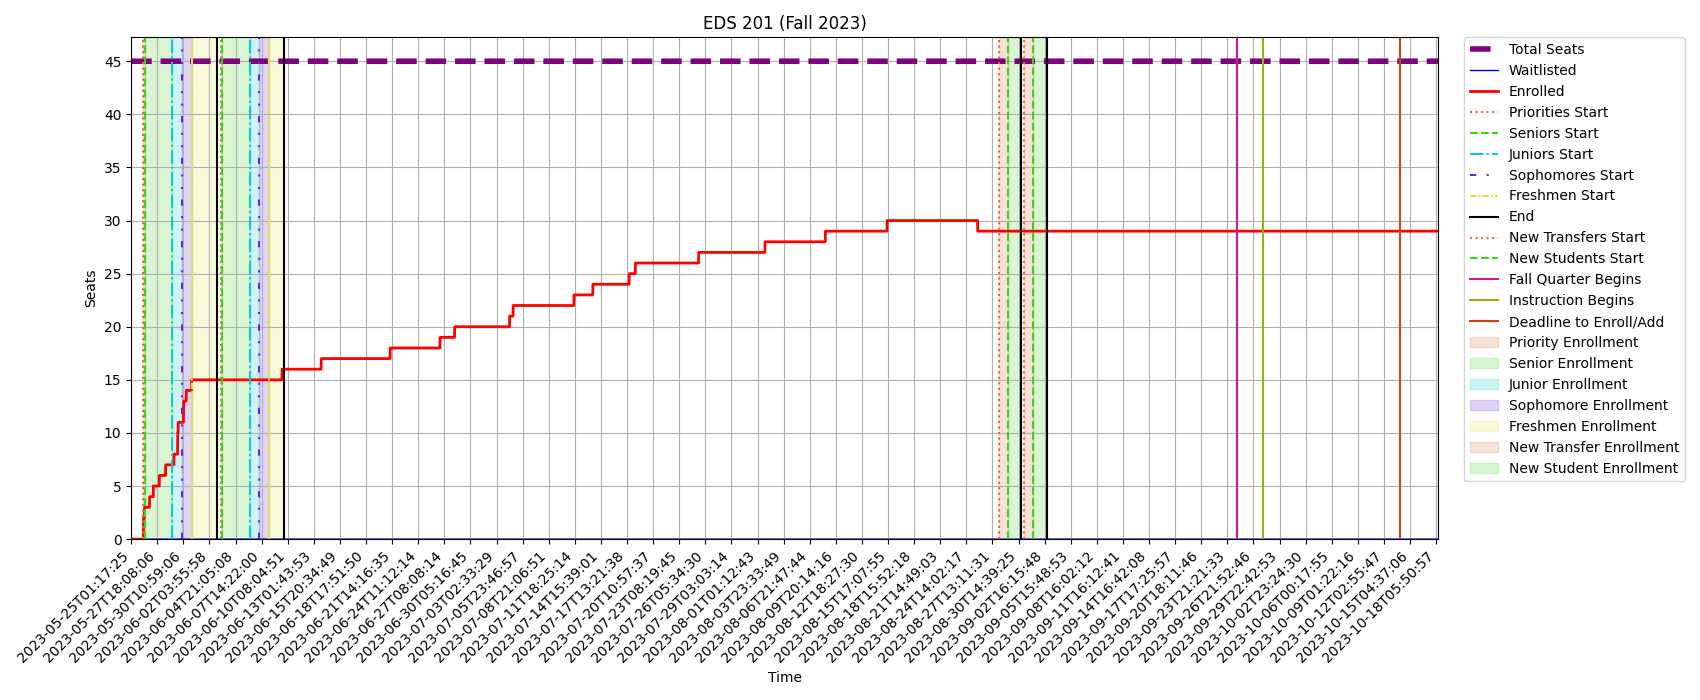 EDS 201 (Fall 2023)
Seats
45
40
35
30
25
20
15
10
5
0
2023-05-25T01:17:25
2023-05-27T18:08:06
2023-05-30T10:59:06
2023-06-02T03:55:58
2023-06-04T21:05:08
2023-06-07T14:22:00
2023-06-10T08:04:51
2023-06-13T01:43:53
2023-06-15T20:34:49
2023-06-18T17:51:50
2023-06-21T14:16:35
2023-06-24T11:12:14
2023-06-27T08:08:14
2023-06-30T05:16:45
2023-07-03T02:33:29
2023-07-05T23:46:57
2023-07-08T21:06:51
2023-07-11T18:25:14
2023-07-14T15:39:01
2023-07-17T13:21:38
2023-07-20T10:57:37
2023-07-23T08:19:45
2023-07-26T05:34:30
2023-07-29T03:03:14
2023-08-01T01:12:43
2023-08-03T23:33:49
2023-08-06T21:47:44
2023-08-09T20:14:16
2023-08-12T18:27:30
2023-08-15T17:07:55
2023-08-18T15:52:18
2023-08-21T14:49:03
2023-08-24T14:02:17
2023-08-27T13:11:31
2023-08-30T14:39:25
2023-09-02T16:15:48
2023-09-05T15:48:53
2023-09-08T16:02:12
2023-09-11T16:12:41
2023-09-14T16:42:08
2023-09-17T17:25:57
2023-09-20T18:11:46
2023-09-23T21:21:33
2023-09-26T21:52:46
2023-09-29T22:42:53
2023-10-02T23:24:30
2023-10-06T00:17:55
2023-10-09T01:22:16
2023-10-12T02:55:47
2023-10-15T04:37:06
2023-10-18T05:50:57
Time
Total Seats
Waitlisted
Enrolled
Priorities Start
Seniors Start
Juniors Start
Sophomores Start
Freshmen Start
End
New Transfers Start
New Students Start
Fall Quarter Begins
Instruction Begins
Deadline to Enroll/Add
Priority Enrollment
Senior Enrollment
Junior Enrollment
Sophomore Enrollment
Freshmen Enrollment
New Transfer Enrollment
New Student Enrollment